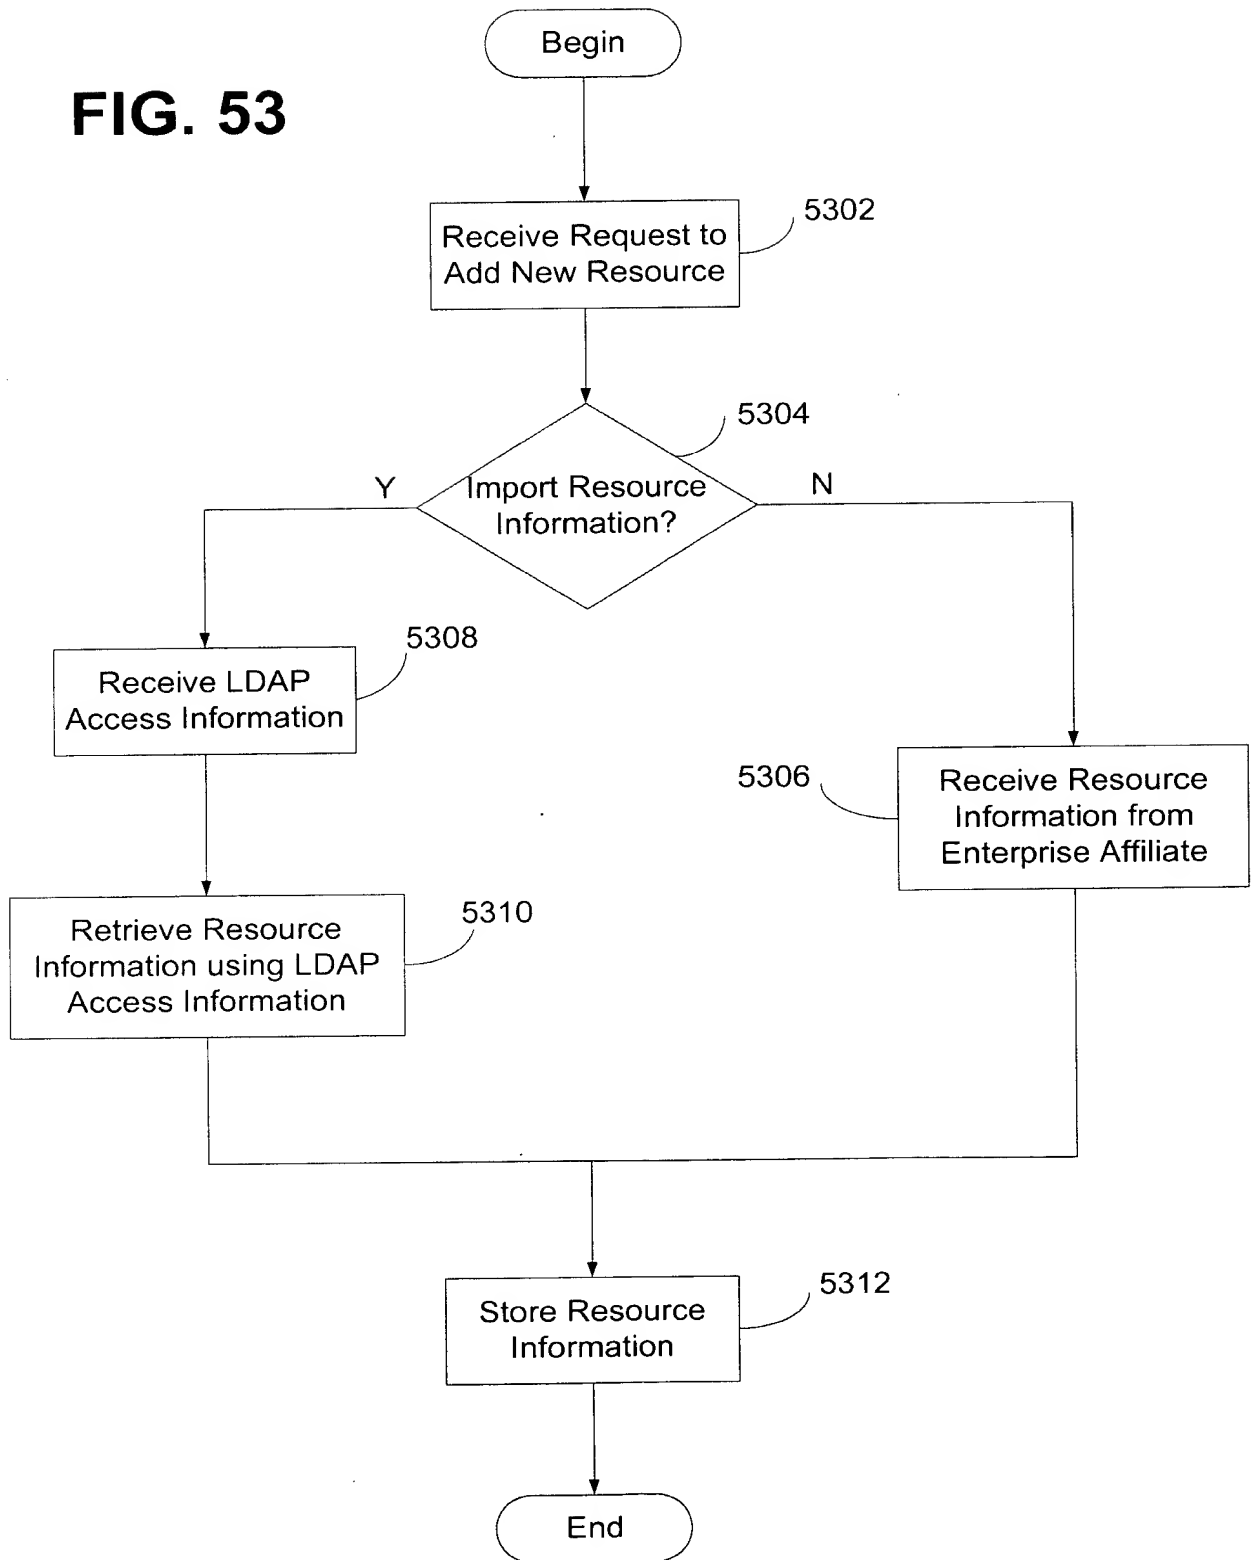 Begin
FIG. 53
5302
Receive Request to
Add New Resource
5304
Y
Import Resource
Information?
N
5308
Receive LDAP
Access Information
5306
Receive Resource
Information from
Enterprise Affiliate
5310
Retrieve Resource
Information using LDAP
Access Information
5312
Store Resource
Information
End